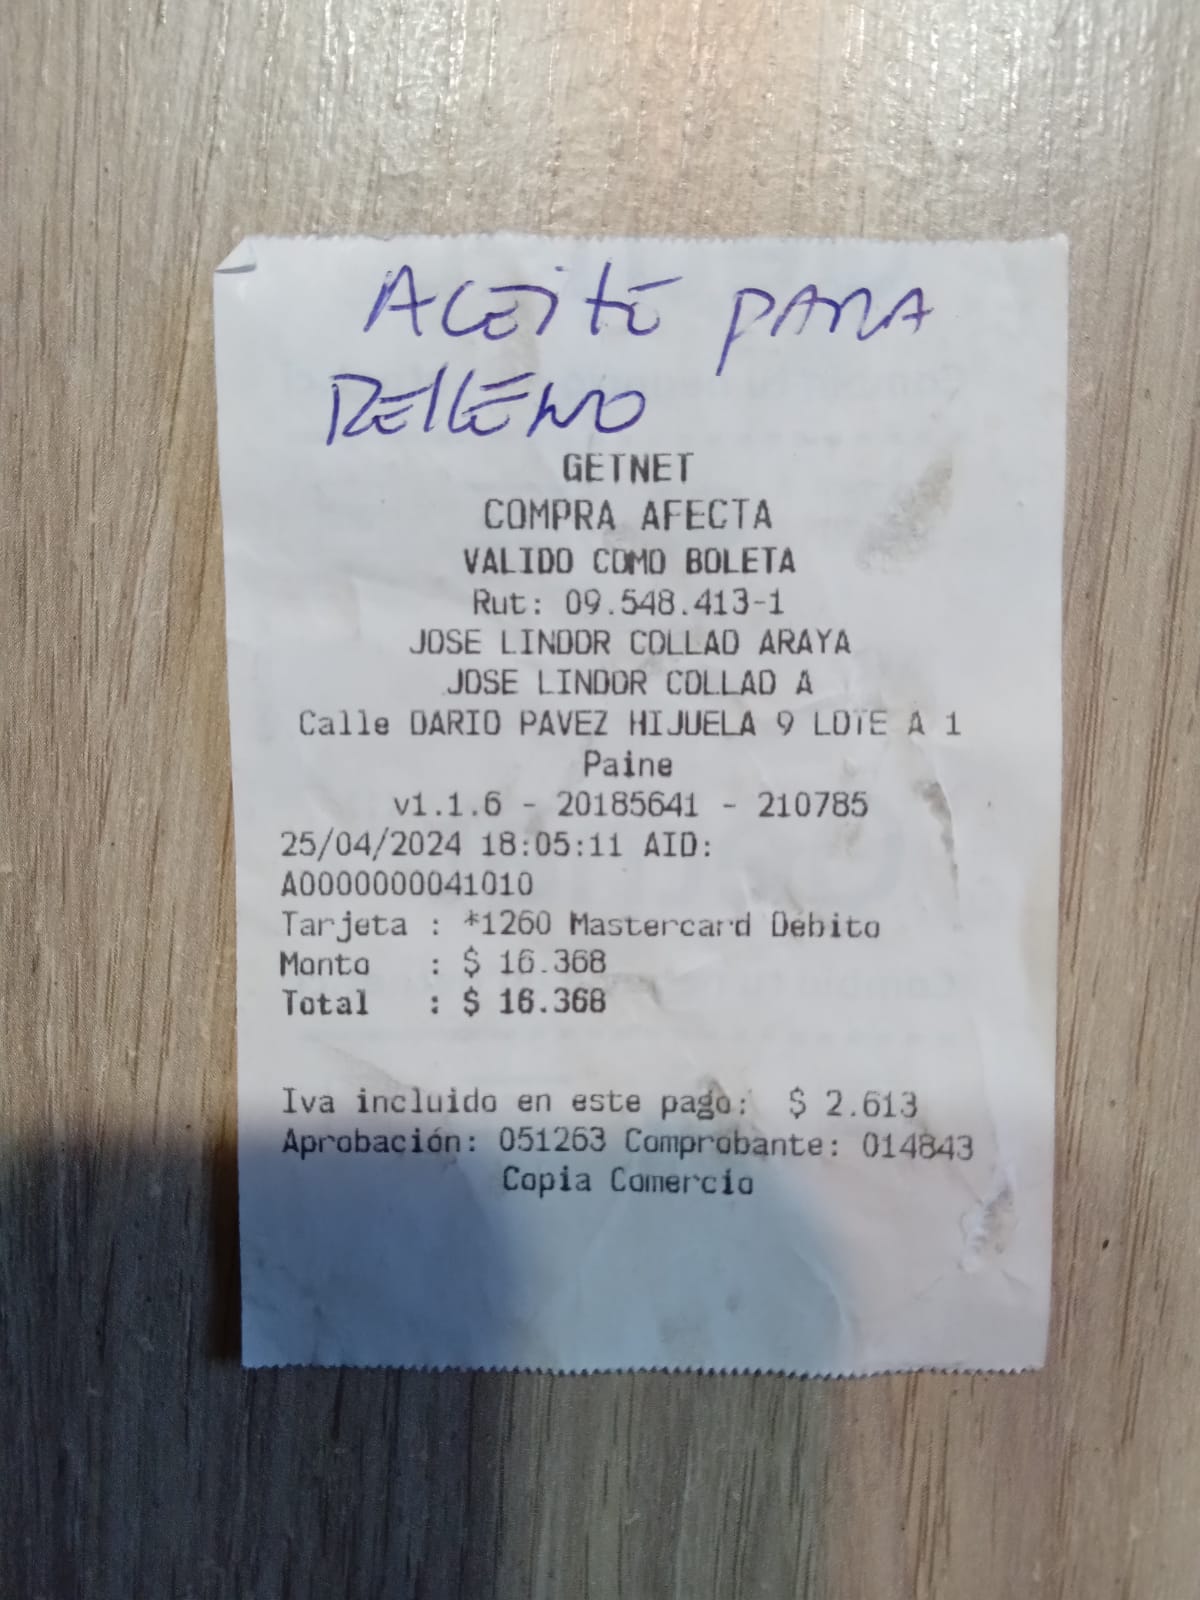 ACEITE PARA
RELLENO
GETNET
COMPRA AFECTA
VALIDO COMO BOLETA
Rut: 09.548.413-1
JOSE LINDOR COLLAO ARAYA
JOSE LINDOR COLLAO A
Calle DARIO PAVEZ HIJUELA 9 LOTE A 1
Paine
v1.1.6 - 20185641 - 210785
25/04/2024 18:05:11 AID:
A0000000041010
Tarjeta : *1260 Mastercard Debito
Monto : $ 16.368
Total : $ 16.368
Iva incluido en este pago: $ 2.613
Aprobación: 051263 Comprobante: 014843
Copia Comercio